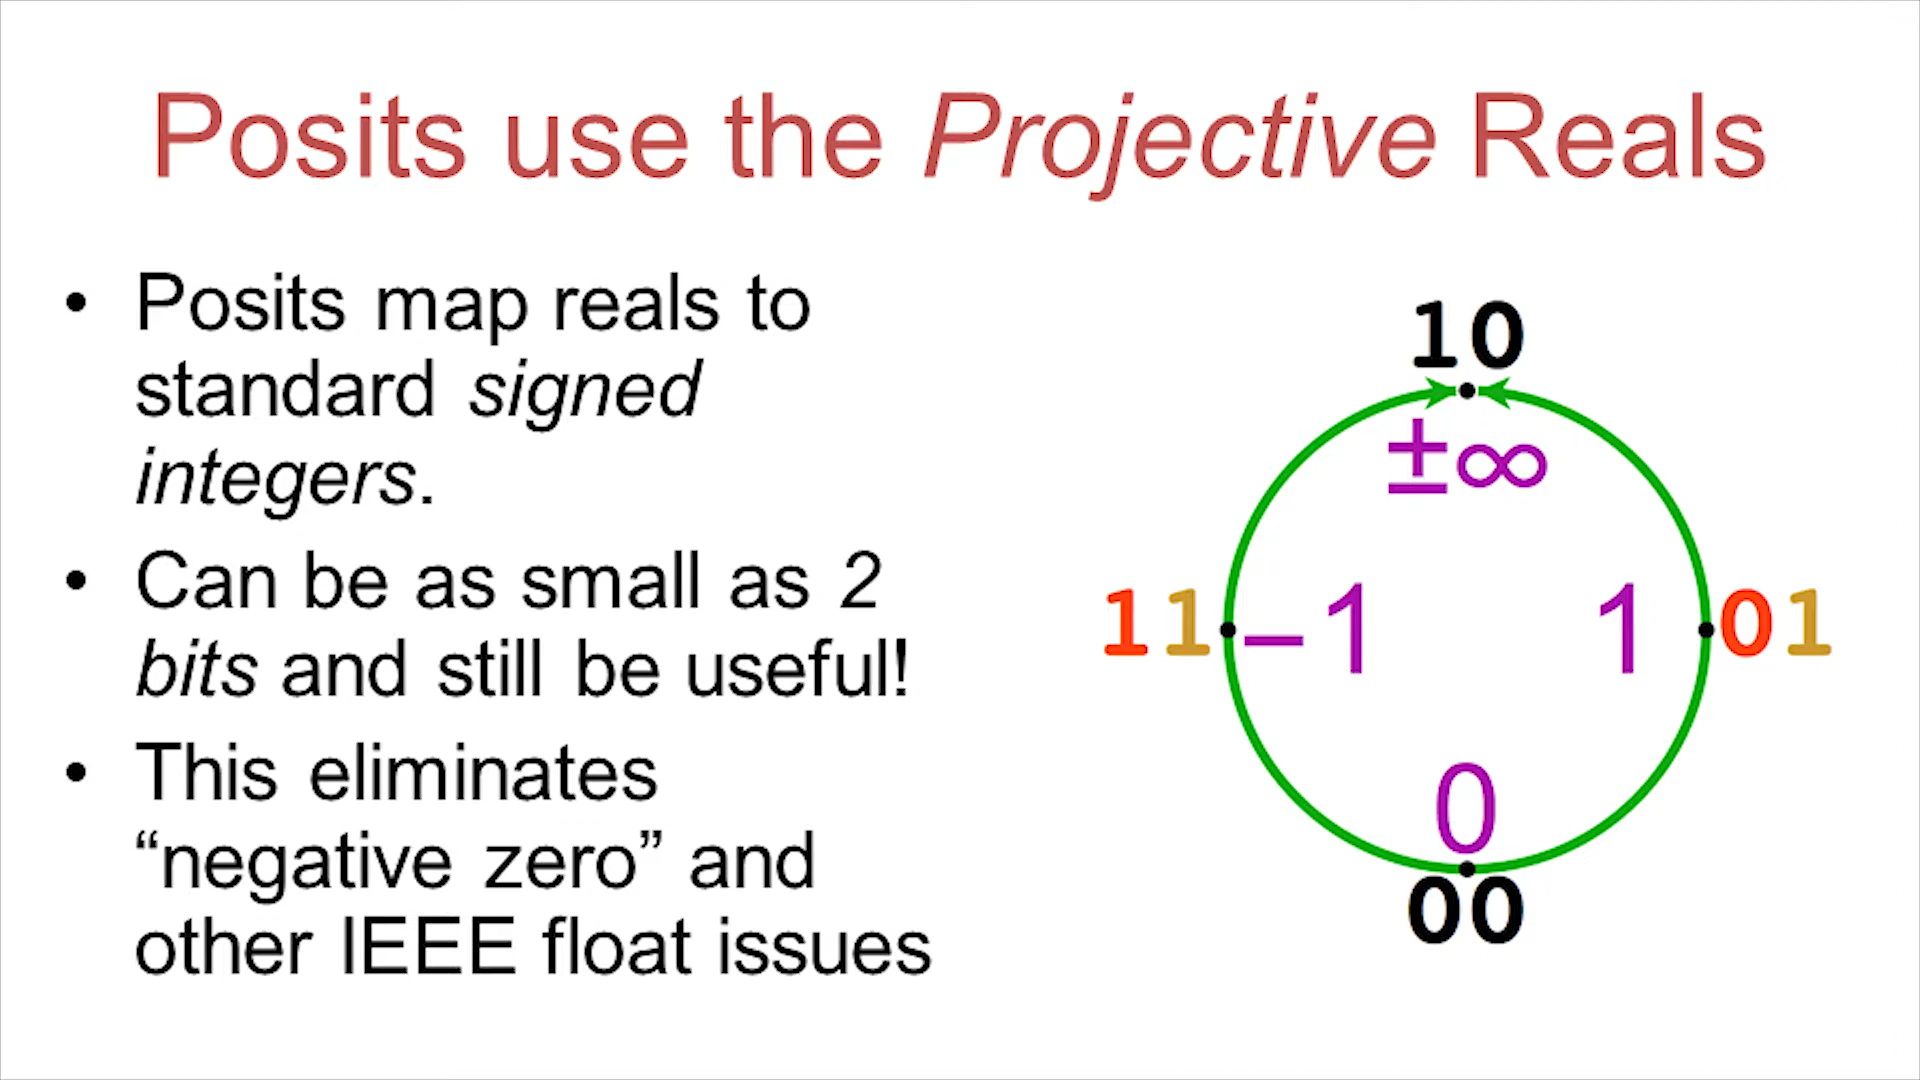 Posits use the Projective Reals
• Posits map reals to
standard signed
integers.
• Can be as small as 2
bits and still be useful!
• This eliminates
“negative zero” and
other IEEE float issues
10
±∞
11
–1
1
01
0
00